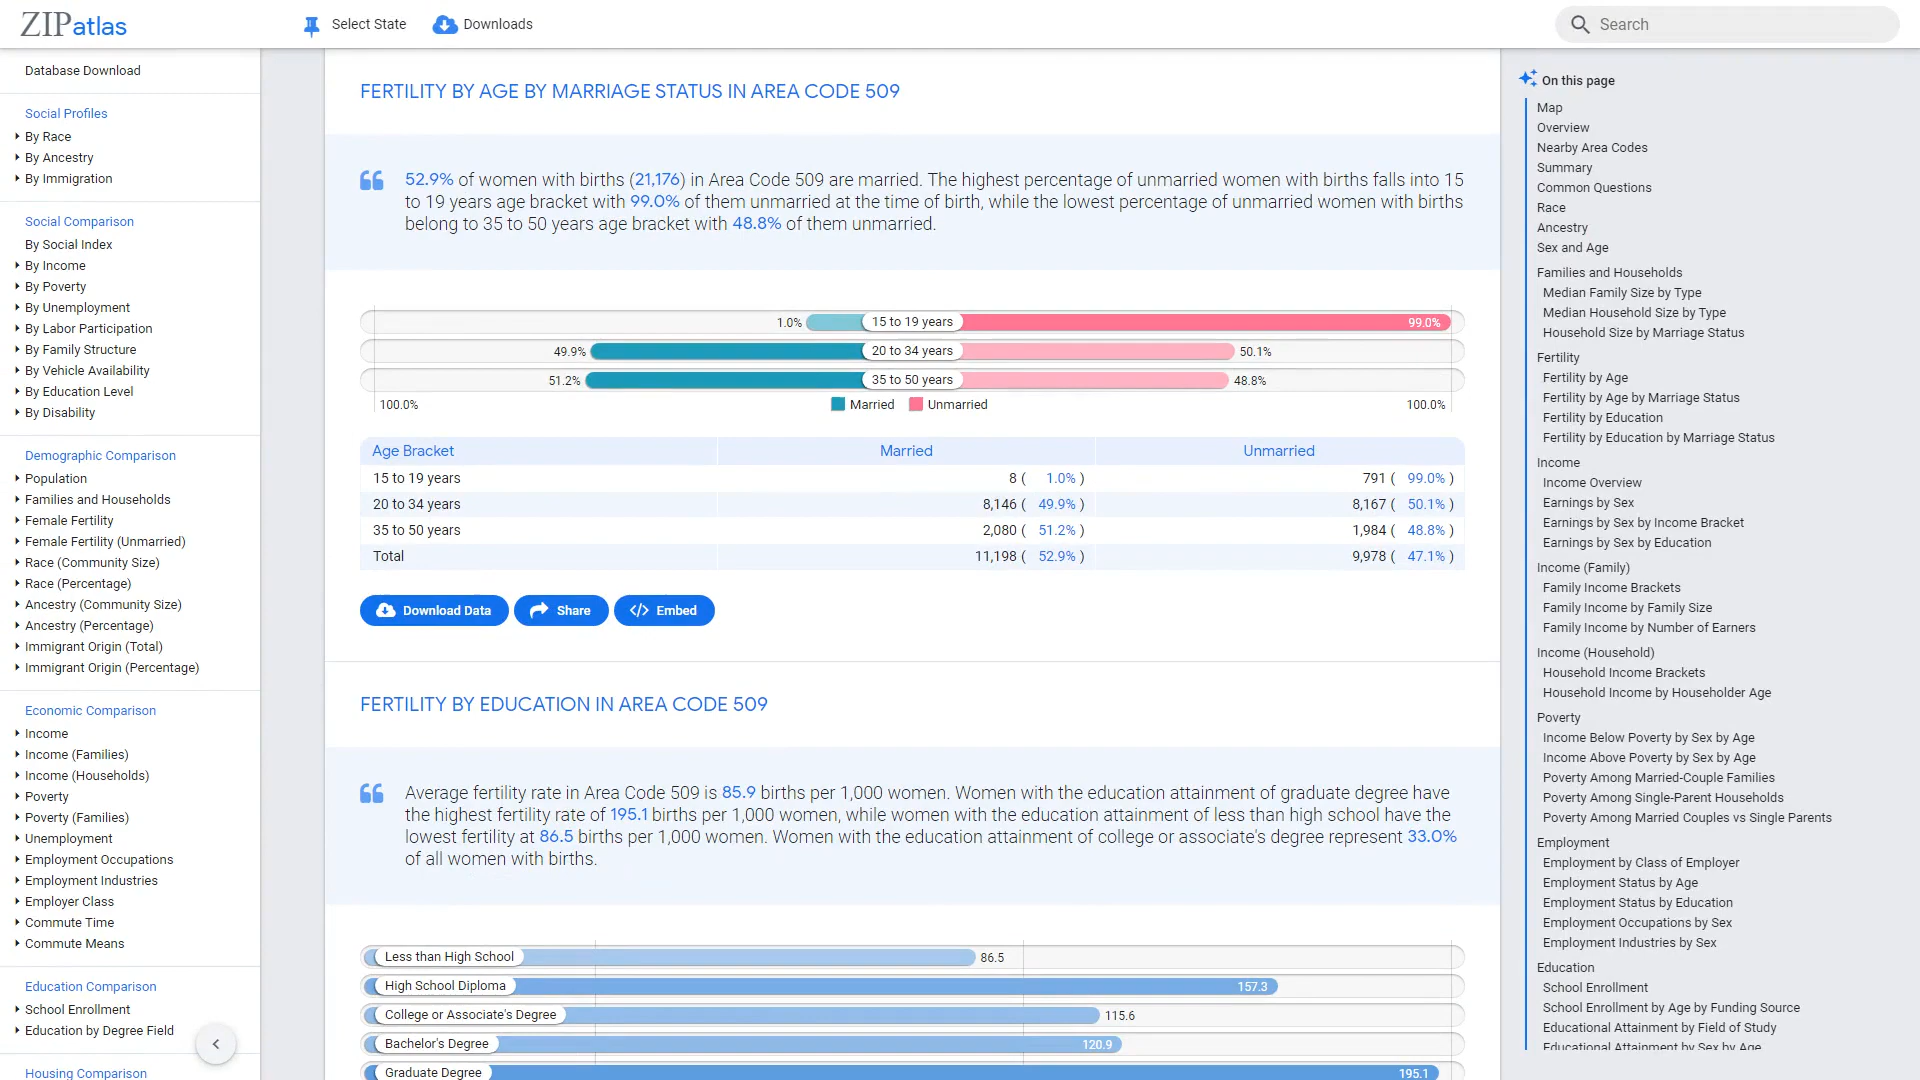 ZIPatlas
Select State
Downloads
Search
Database Download
Social Profiles
By Race
By Ancestry
By Immigration
Social Comparison
By Social Index
By Income
By Poverty
By Unemployment
By Labor Participation
By Family Structure
By Vehicle Availability
By Education Level
By Disability
Demographic Comparison
Population
Families and Households
Female Fertility
Female Fertility (Unmarried)
Race (Community Size)
Race (Percentage)
Ancestry (Community Size)
Ancestry (Percentage)
Immigrant Origin (Total)
Immigrant Origin (Percentage)
Economic Comparison
Income
Income (Families)
Income (Households)
Poverty
Poverty (Families)
Unemployment
Employment Occupations
Employment Industries
Employer Class
Commute Time
Commute Means
Education Comparison
School Enrollment
Education by Degree Field
Housing Comparison
FERTILITY BY AGE BY MARRIAGE STATUS IN AREA CODE 509
52.9% of women with births (21,176) in Area Code 509 are married. The highest percentage of unmarried women with births falls into 15
to 19 years age bracket with 99.0% of them unmarried at the time of birth, while the lowest percentage of unmarried women with births
belong to 35 to 50 years age bracket with 48.8% of them unmarried.
1.0% 15 to 19 years 99.0%
49.9% 20 to 34 years 50.1%
51.2% 35 to 50 years 48.8%
100.0% Married Unmarried 100.0%
Age Bracket Married Unmarried
15 to 19 years 8 ( 1.0% ) 791 ( 99.0% )
20 to 34 years 8,146 ( 49.9% ) 8,167 ( 50.1% )
35 to 50 years 2,080 ( 51.2% ) 1,984 ( 48.8% )
Total 11,198 ( 52.9% ) 9,978 ( 47.1% )
Download Data
Share
Embed
FERTILITY BY EDUCATION IN AREA CODE 509
Average fertility rate in Area Code 509 is 85.9 births per 1,000 women. Women with the education attainment of graduate degree have
the highest fertility rate of 195.1 births per 1,000 women, while women with the education attainment of less than high school have the
lowest fertility at 86.5 births per 1,000 women. Women with the education attainment of college or associate's degree represent 33.0%
of all women with births.
Less than High School 86.5
High School Diploma 157.3
College or Associate's Degree 115.6
Bachelor's Degree 120.9
Graduate Degree 195.1
On this page
Map
Overview
Nearby Area Codes
Summary
Common Questions
Race
Ancestry
Sex and Age
Families and Households
Median Family Size by Type
Median Household Size by Type
Household Size by Marriage Status
Fertility
Fertility by Age
Fertility by Age by Marriage Status
Fertility by Education
Fertility by Education by Marriage Status
Income
Income Overview
Earnings by Sex
Earnings by Sex by Income Bracket
Earnings by Sex by Education
Income (Family)
Family Income Brackets
Family Income by Family Size
Family Income by Number of Earners
Income (Household)
Household Income Brackets
Household Income by Householder Age
Poverty
Income Below Poverty by Sex by Age
Income Above Poverty by Sex by Age
Poverty Among Married-Couple Families
Poverty Among Single-Parent Households
Poverty Among Married Couples vs Single Parents
Employment
Employment by Class of Employer
Employment Status by Age
Employment Status by Education
Employment Occupations by Sex
Employment Industries by Sex
Education
School Enrollment
School Enrollment by Age by Funding Source
Educational Attainment by Field of Study
Educational Attainment by Sex by Age